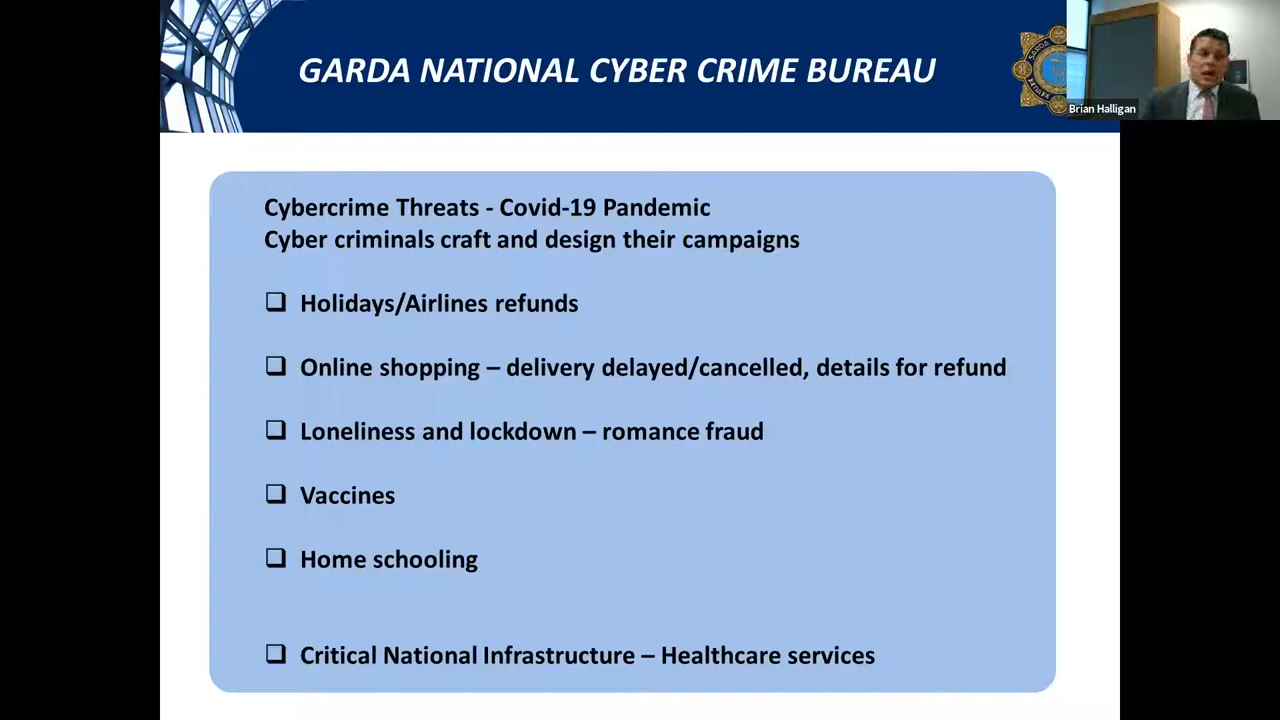 GARDA NATIONAL CYBER CRIME BUREAU
Brian Halligan
Cybercrime Threats - Covid-19 Pandemic
Cyber criminals craft and design their campaigns
❑ Holidays/Airlines refunds
❑ Online shopping – delivery delayed/cancelled, details for refund
❑ Loneliness and lockdown – romance fraud
❑ Vaccines
❑ Home schooling
❑ Critical National Infrastructure – Healthcare services